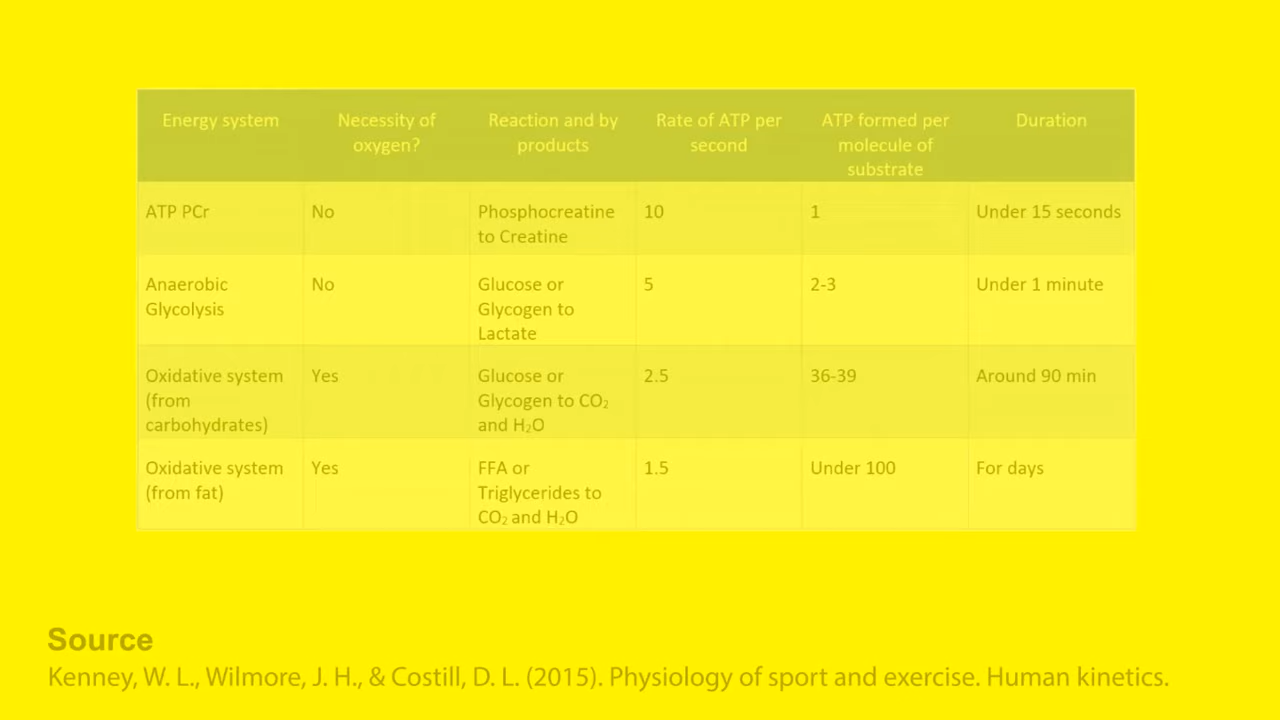 Energy system
Necessity of
oxygen?
Reaction and by
products
Rate of ATP per
second
ATP formed per
molecule of
substrate
Duration
ATP PCr
No
Phosphocreatine
to Creatine
10
1
Under 15 seconds
Anaerobic
Glycolysis
No
Glucose or
Glycogen to
Lactate
5
2-3
Under 1 minute
Oxidative system
(from
carbohydrates)
Yes
Glucose or
Glycogen to CO₂
and H₂O
2.5
36-39
Around 90 min
Oxidative system
(from fat)
Yes
FFA or
Triglycerides to
CO₂ and H₂O
1.5
Under 100
For days
Source
Kenney, W. L., Wilmore, J. H., & Costill, D. L. (2015). Physiology of sport and exercise. Human kinetics.